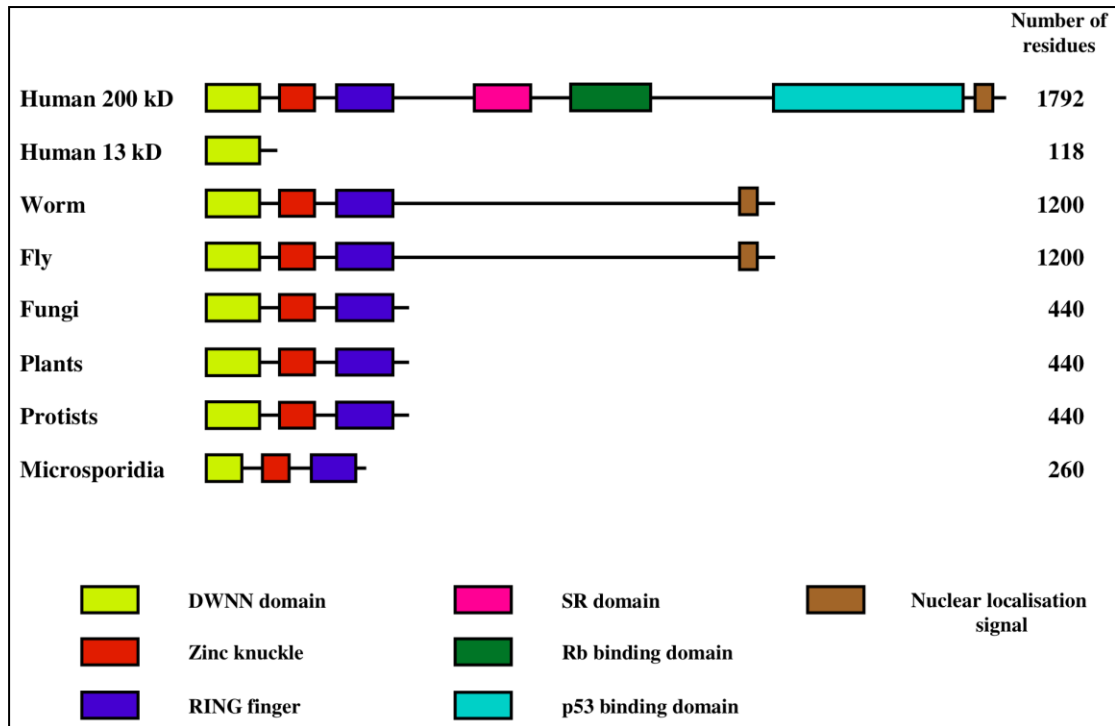 Number of
residues
Human 200 kD 1792
Human 13 kD 118
Worm 1200
Fly 1200
Fungi 440
Plants 440
Protists 440
Microsporidia 260
DWNN domain SR domain Nuclear localisation
signal
Zinc knuckle Rb binding domain
RING finger p53 binding domain